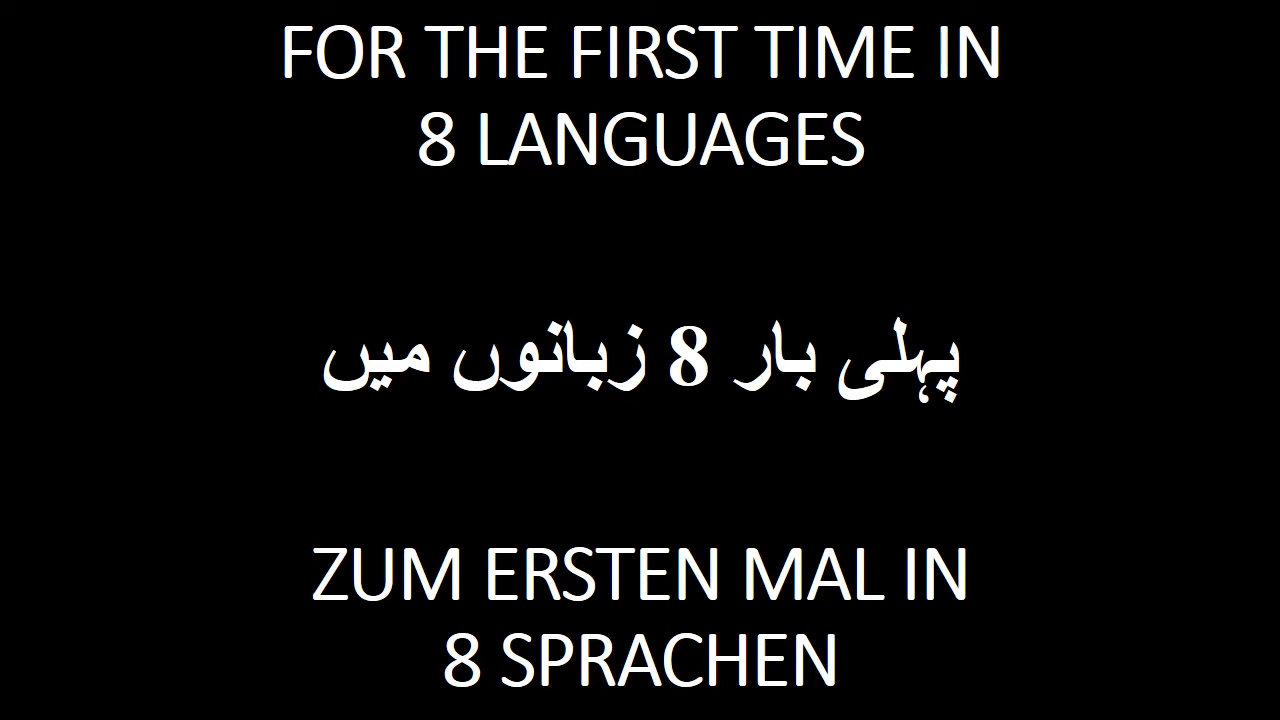 FOR THE FIRST TIME IN
8 LANGUAGES
پہلی بار 8 زبانوں میں
ZUM ERSTEN MAL IN
8 SPRACHEN